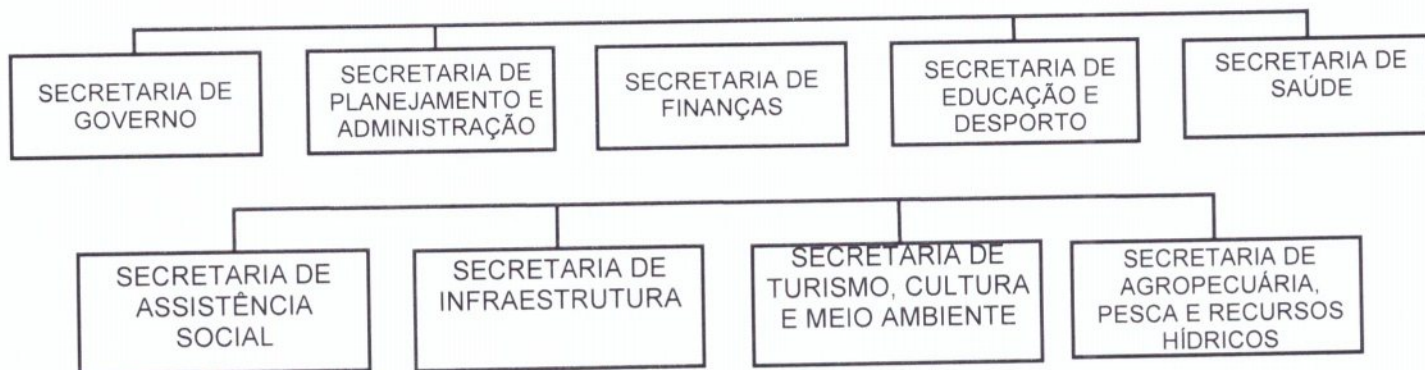 SECRETARIA DE
GOVERNO
SECRETARIA DE
PLANEJAMENTO E
ADMINISTRAÇÃO
SECRETARIA DE
FINANÇAS
SECRETARIA DE
EDUCAÇÃO E
DESPORTO
SECRETARIA DE
SAÚDE
SECRETARIA DE
ASSISTÊNCIA
SOCIAL
SECRETARIA DE
INFRAESTRUTURA
SECRETARIA DE
TURISMO, CULTURA
E MEIO AMBIENTE
SECRETARIA DE
AGROPECUÁRIA,
PESCA E RECURSOS
HÍDRICOS